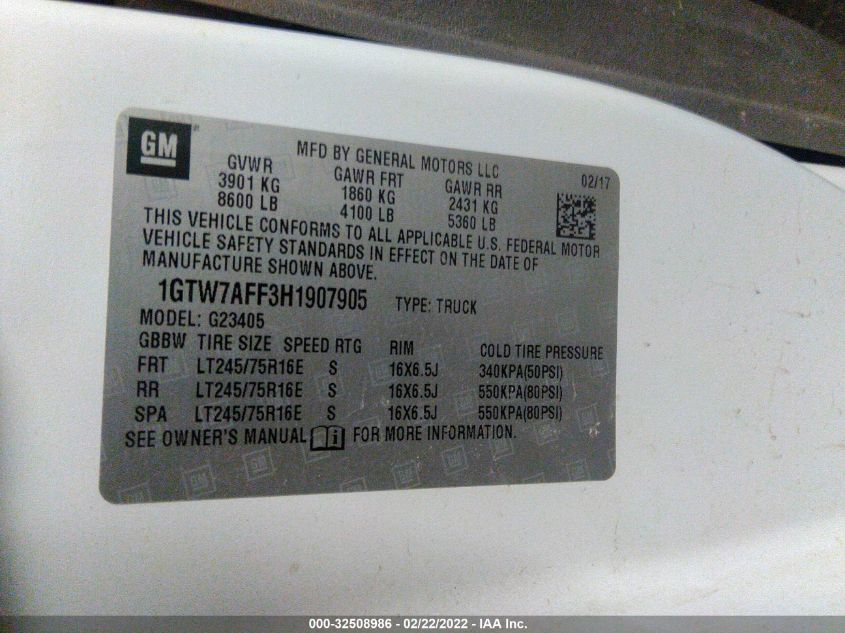 GM
MFD BY GENERAL MOTORS LLC
02/17
GVWR GAWR FRT GAWR RR
3901 KG 1860 KG 2431 KG
8600 LB 4100 LB 5360 LB
THIS VEHICLE CONFORMS TO ALL APPLICABLE U.S. FEDERAL MOTOR
VEHICLE SAFETY STANDARDS IN EFFECT ON THE DATE OF
MANUFACTURE SHOWN ABOVE.
1GTW7AFF3H1907905 TYPE: TRUCK
MODEL: G23405
GBBW TIRE SIZE SPEED RTG RIM COLD TIRE PRESSURE
FRT LT245/75R16E S 16X6.5J 340KPA(50PSI)
RR LT245/75R16E S 16X6.5J 550KPA(80PSI)
SPA LT245/75R16E S 16X6.5J 550KPA(80PSI)
SEE OWNER'S MANUAL FOR MORE INFORMATION.
000-32508986 - 02/22/2022 - IAA Inc.